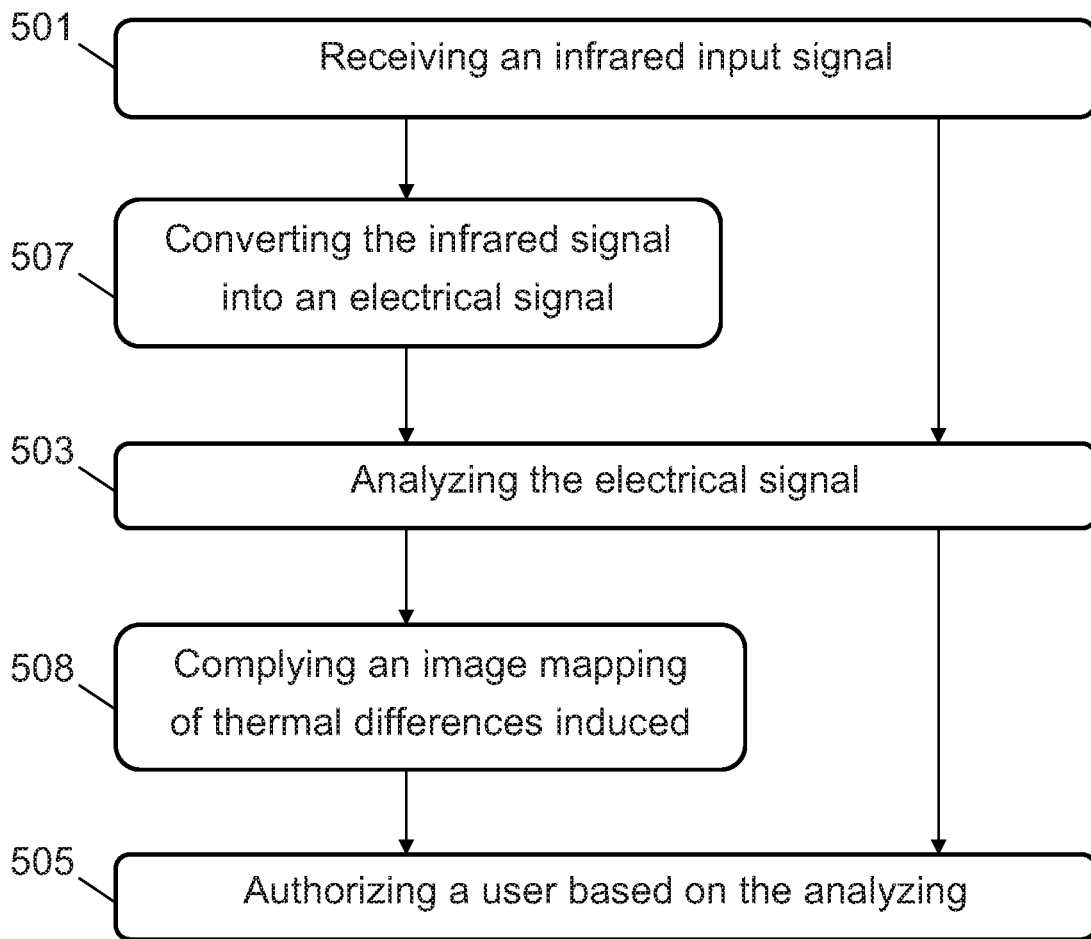 501
Receiving an infrared input signal
507
Converting the infrared signal
into an electrical signal
503
Analyzing the electrical signal
508
Complying an image mapping
of thermal differences induced
505
Authorizing a user based on the analyzing